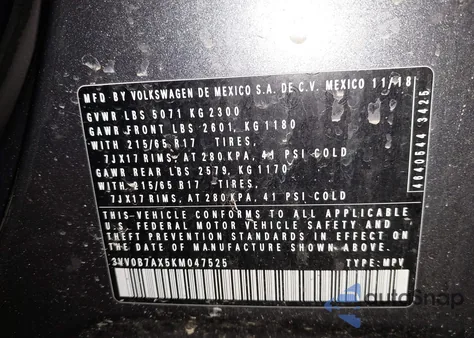 MFD BY VOLKSWAGEN DE MEXICO S.A. DE C.V. MEXICO 11/18
GVWR LBS 5071 KG 2300
GAWR FRONT LBS 2601, KG 1180
WITH 215/65 R17 TIRES,
7JX17 RIMS, AT 280 KPA, 41 PSI COLD
GAWR REAR LBS 2579, KG 1170
WITH 215/65 R17 -TIRES,
7JX17 RIMS, AT 280KPA, 41 PSI COLD
THIS VEHICLE CONFORMS TO ALL APPLICABLE
U.S. FEDERAL MOTOR VEHICLE SAFETY AND
THEFT PREVENTION STANDARDS IN EFFECT ON
THE DATE OF MANUFACTURE SHOWN ABOVE
3VV0B7AX5KM047525 TYPE: MPV
4840544 3425
autoSnap